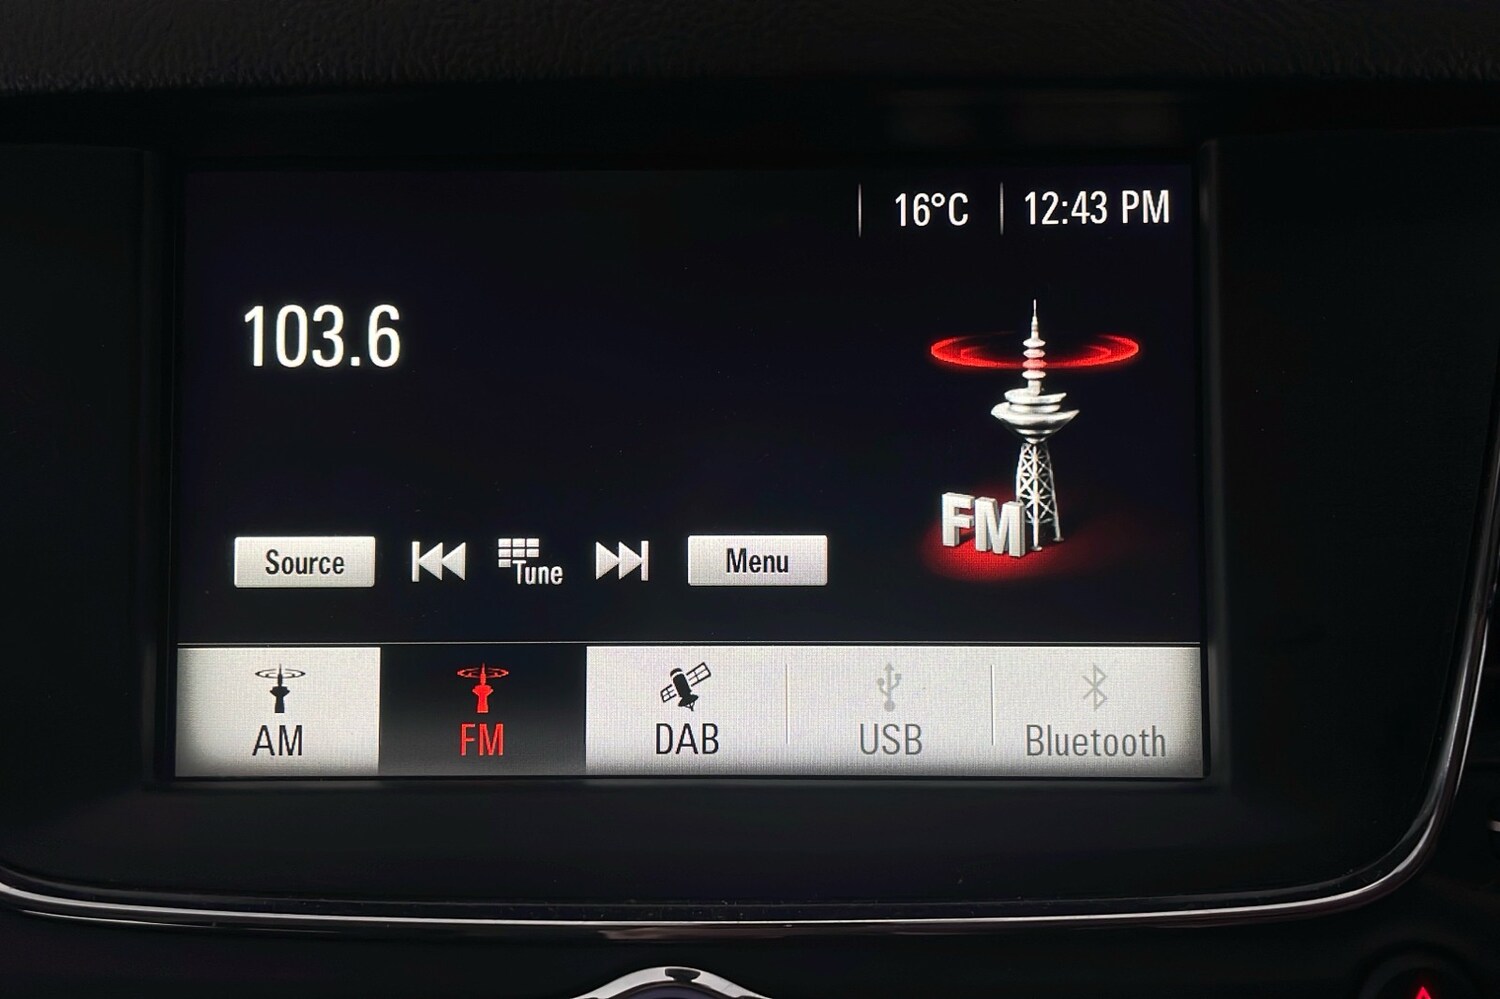 16°C 12:43 PM
103.6
FM
Source Tune Menu
AM FM DAB USB Bluetooth